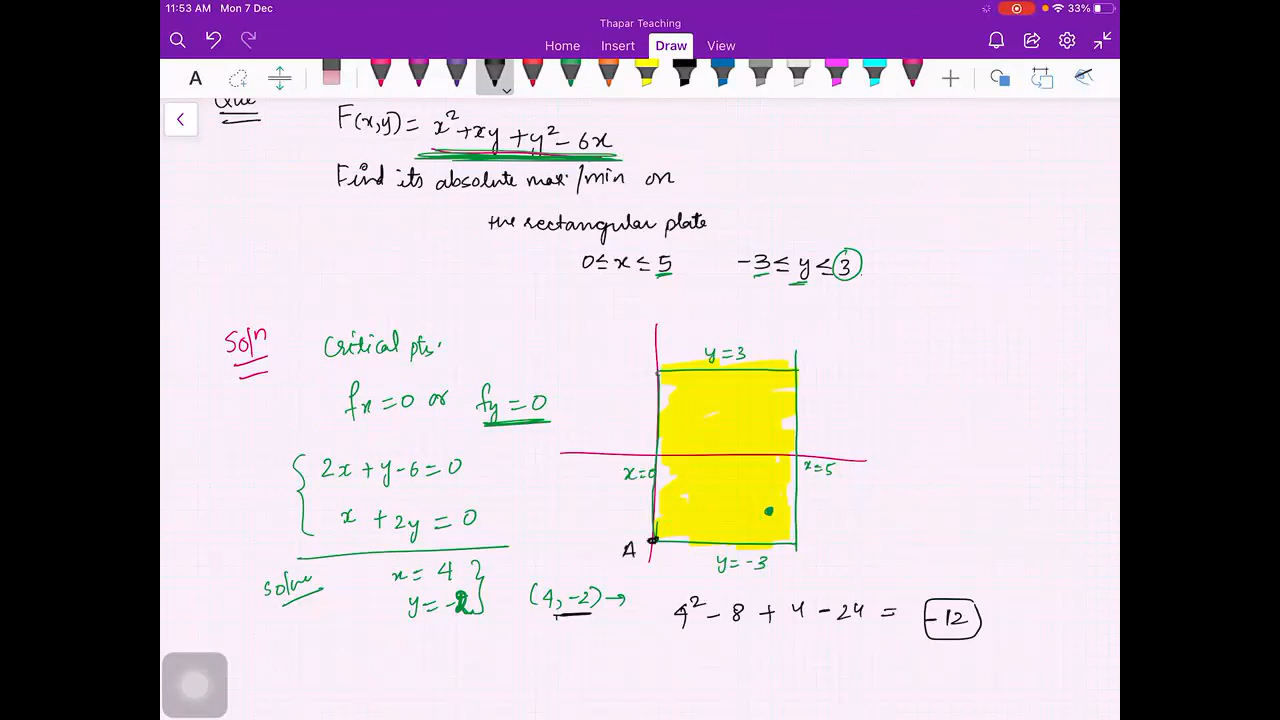 11:53 AM Mon 7 Dec
33%
Thapar Teaching
Home Insert Draw View
A
Que
F(x,y) = x² + xy + y² - 6x
Find its absolute max/min on
the rectangular plate
0 ≤ x ≤ 5 -3 ≤ y ≤ 3
Solⁿ
Critical pts.
fx = 0 or fy = 0
2x + y - 6 = 0
x + 2y = 0
solve
x = 4
y = -2
y = 3
x = 0
x = 5
A
y = -3
(4, -2) → 4² - 8 + 4 - 24 = -12